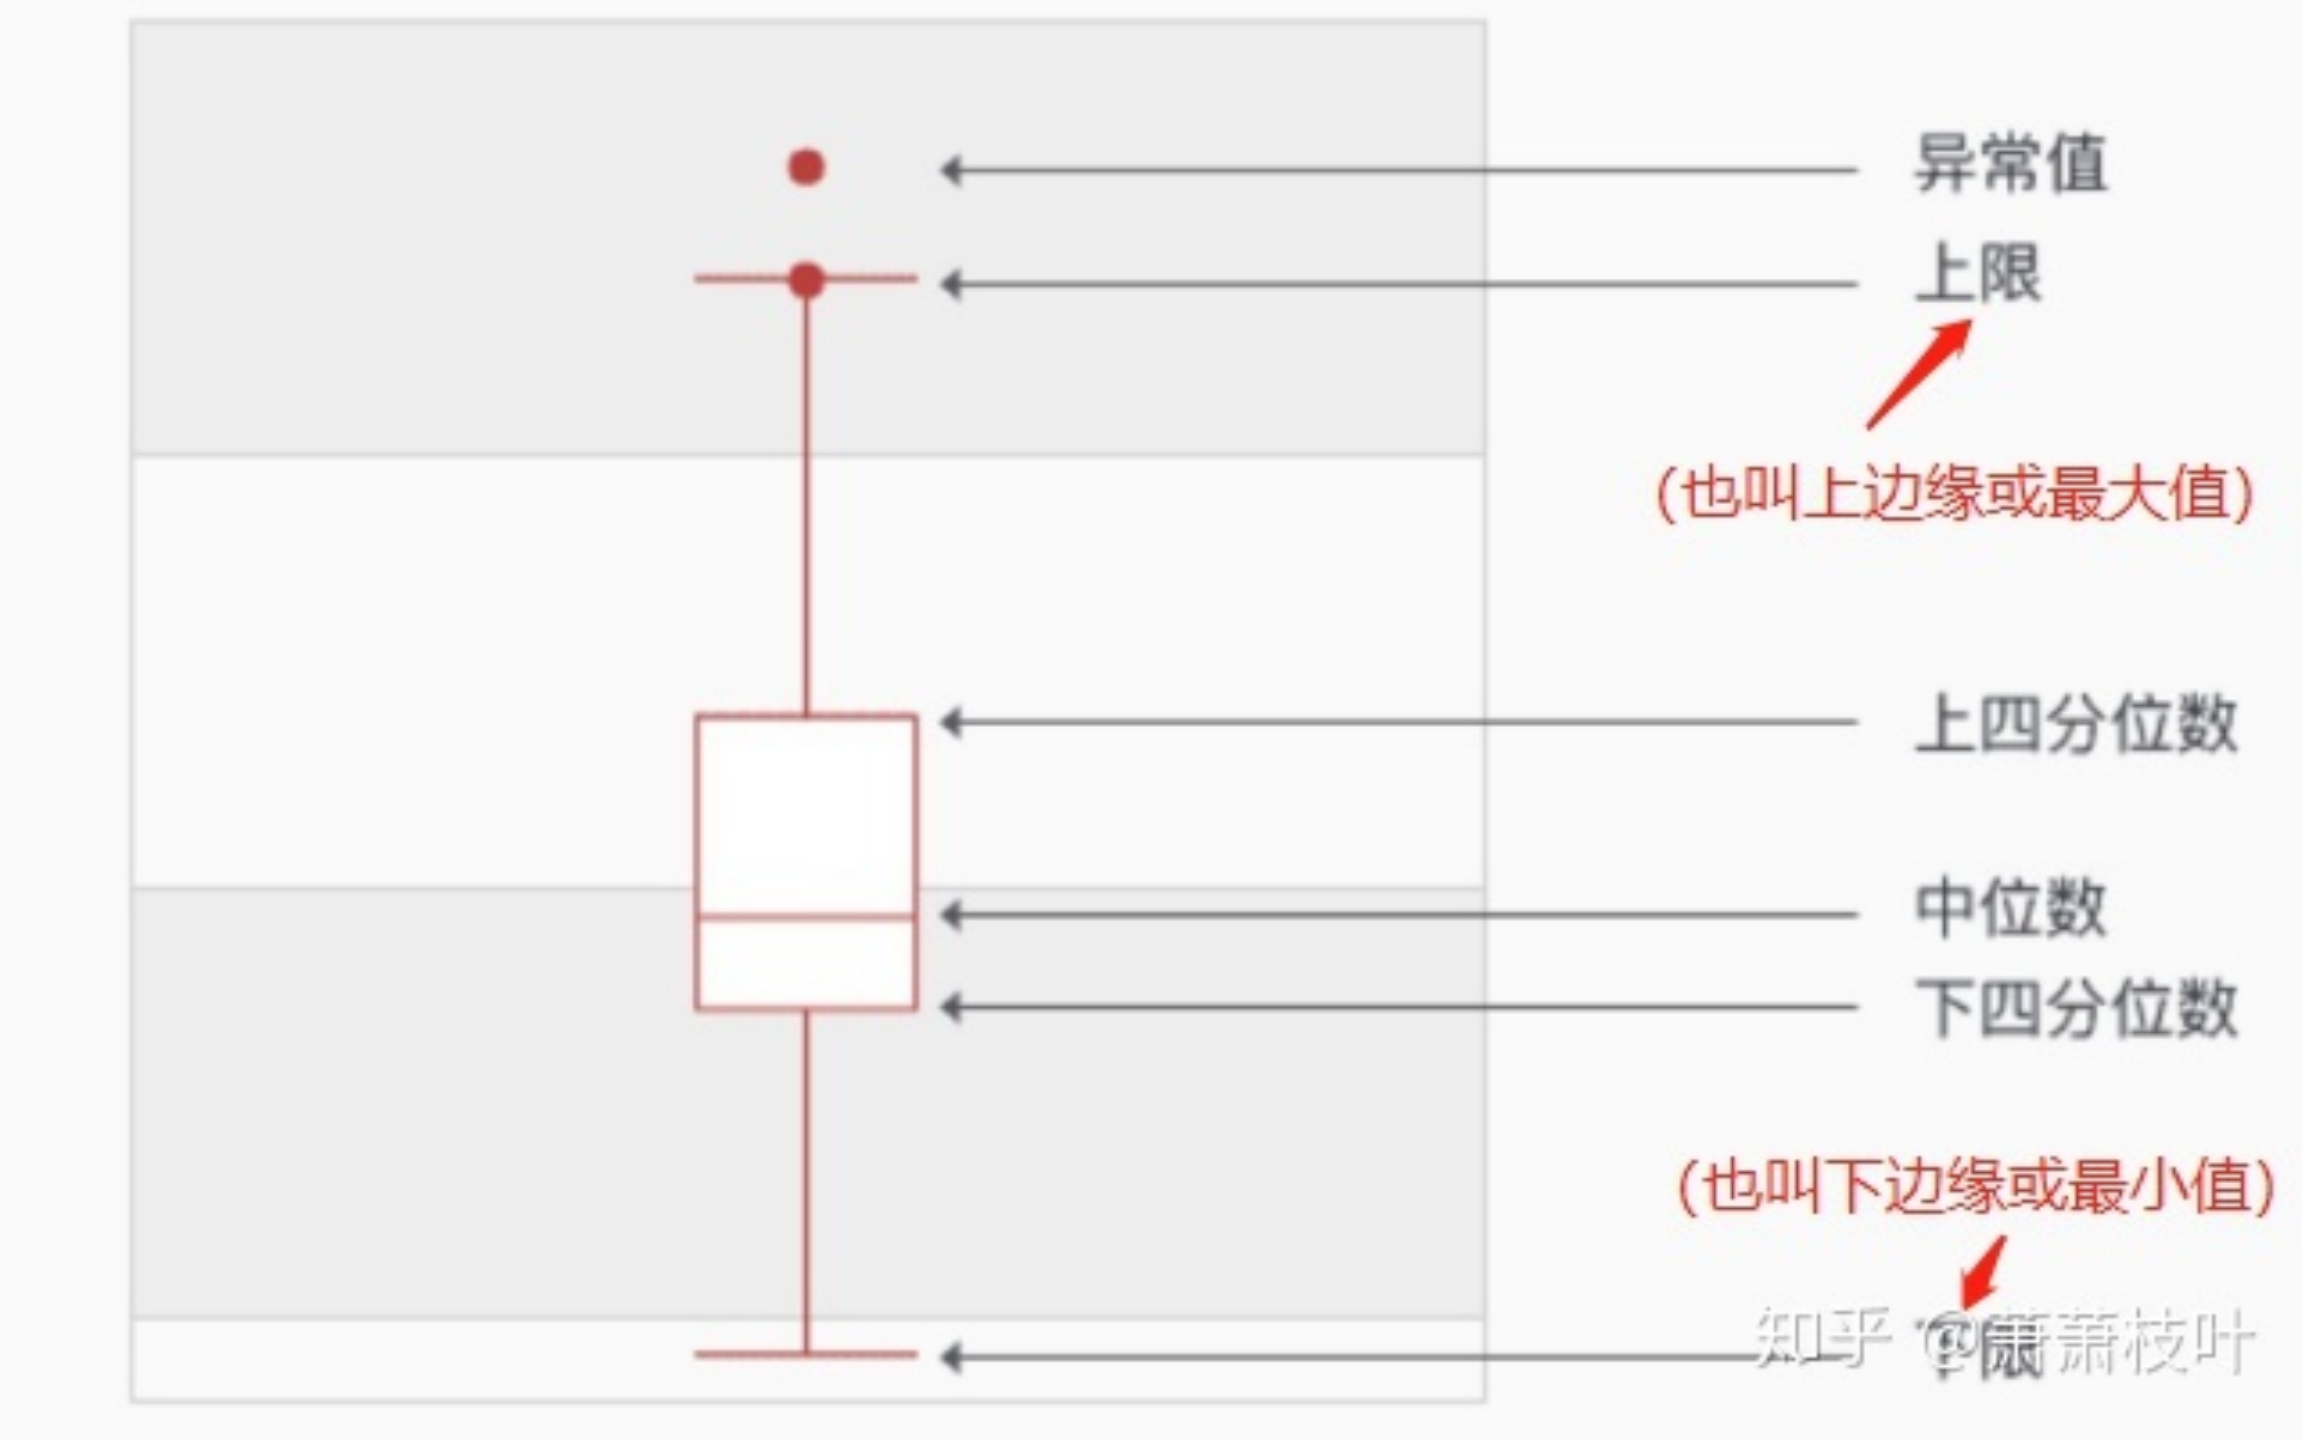 异常值
上限
(也叫上边缘或最大值)
上四分位数
中位数
下四分位数
(也叫下边缘或最小值)
下限
知乎 @萧萧枝叶